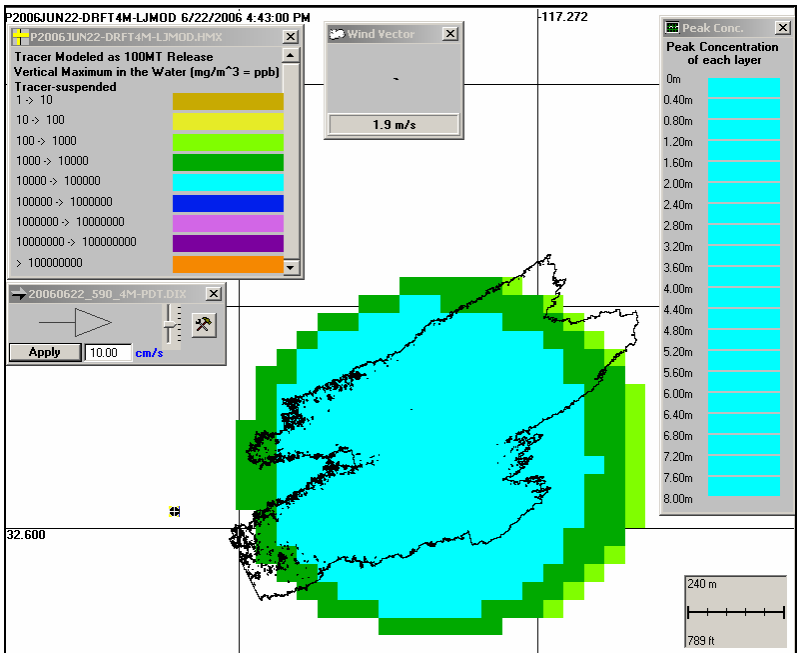 P2006JUN22-DRFT4M-LJMOD 6/22/2006 4:43:00 PM
-117.272
P2006JUN22-DRFT4M-LJMOD.HMX
Tracer Modeled as 100MT Release
Vertical Maximum in the Water (mg/m^3 = ppb)
Tracer-suspended
1 -> 10
10 -> 100
100 -> 1000
1000 -> 10000
10000 -> 100000
100000 -> 1000000
1000000 -> 10000000
10000000 -> 100000000
> 100000000
Wind Vector
1.9 m/s
Peak Conc.
Peak Concentration
of each layer
0m
0.40m
0.80m
1.20m
1.60m
2.00m
2.40m
2.80m
3.20m
3.60m
4.00m
4.40m
4.80m
5.20m
5.60m
6.00m
6.40m
6.80m
7.20m
7.60m
8.00m
20060622_S90_4M-PDT.DIX
Apply
10.00
cm/s
32.600
240 m
789 ft